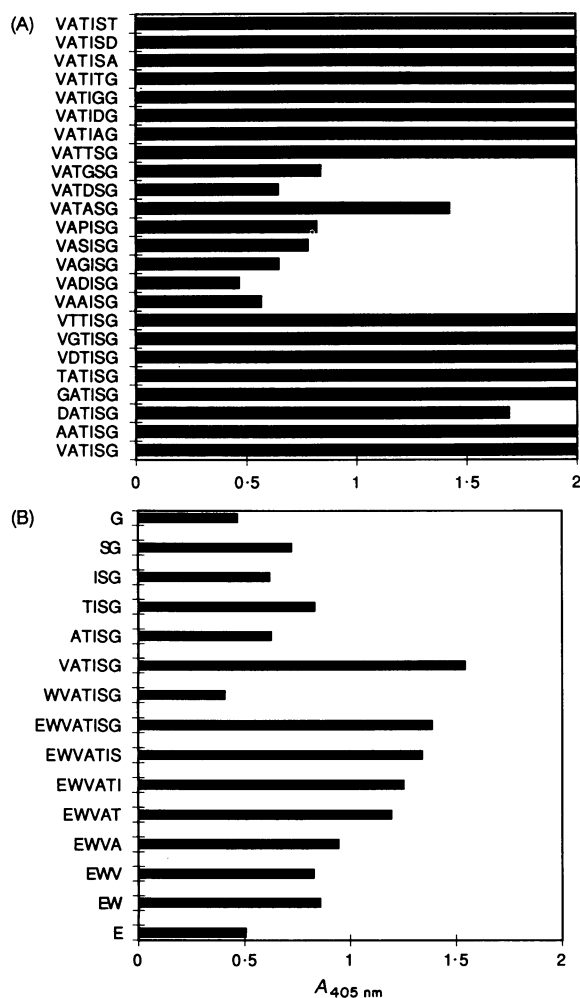 (A)
VATIST
VATISD
VATISA
VATITG
VATIGG
VATIDG
VATIAG
VATTSG
VATGSG
VATDSG
VATASG
VAPISG
VASISG
VAGISG
VADISG
VAAISG
VTTISG
VGTISG
VDTISG
TATISG
GATISG
DATISG
AATISG
VATISG
0 0·5 1 1·5 2
(B)
G
SG
ISG
TISG
ATISG
VATISG
WVATISG
EWVATISG
EWVATIS
EWVATI
EWVAT
EWVA
EWV
EW
E
0 0·5 1 1·5 2
A405 nm